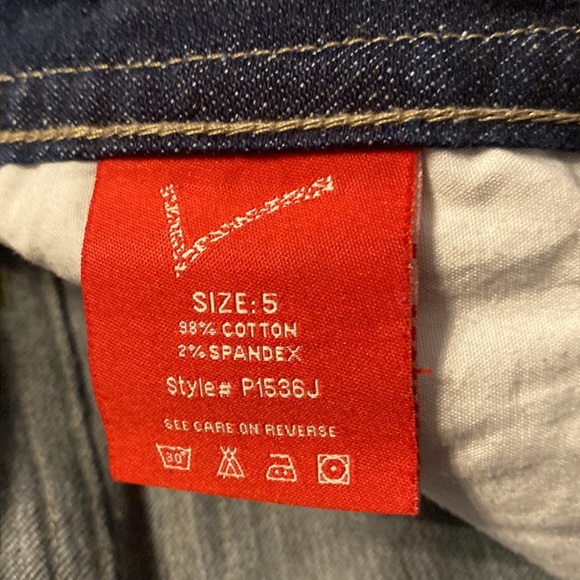 SIZE: 5
98% COTTON
2% SPANDEX
Style# P1536J
SEE CARE ON REVERSE
30°